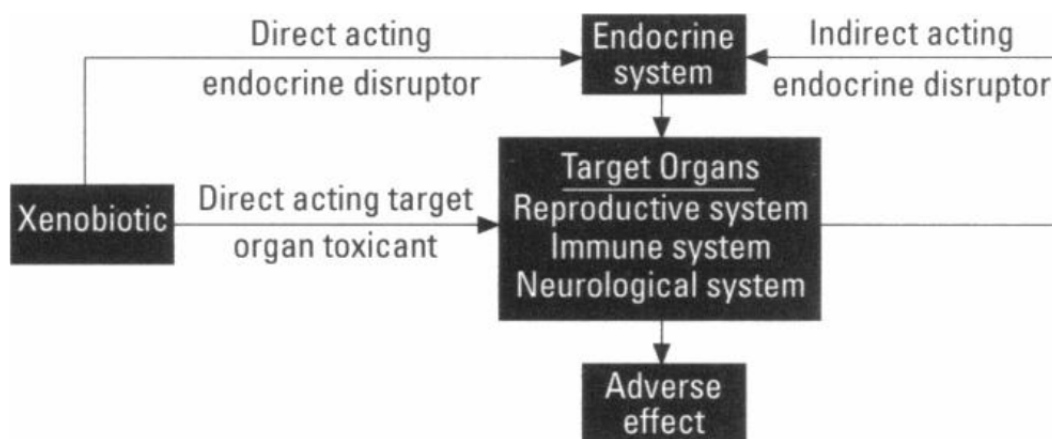 Direct acting
endocrine disruptor
Endocrine
system
Indirect acting
endocrine disruptor
Xenobiotic
Direct acting target
organ toxicant
Target Organs
Reproductive system
Immune system
Neurological system
Adverse
effect